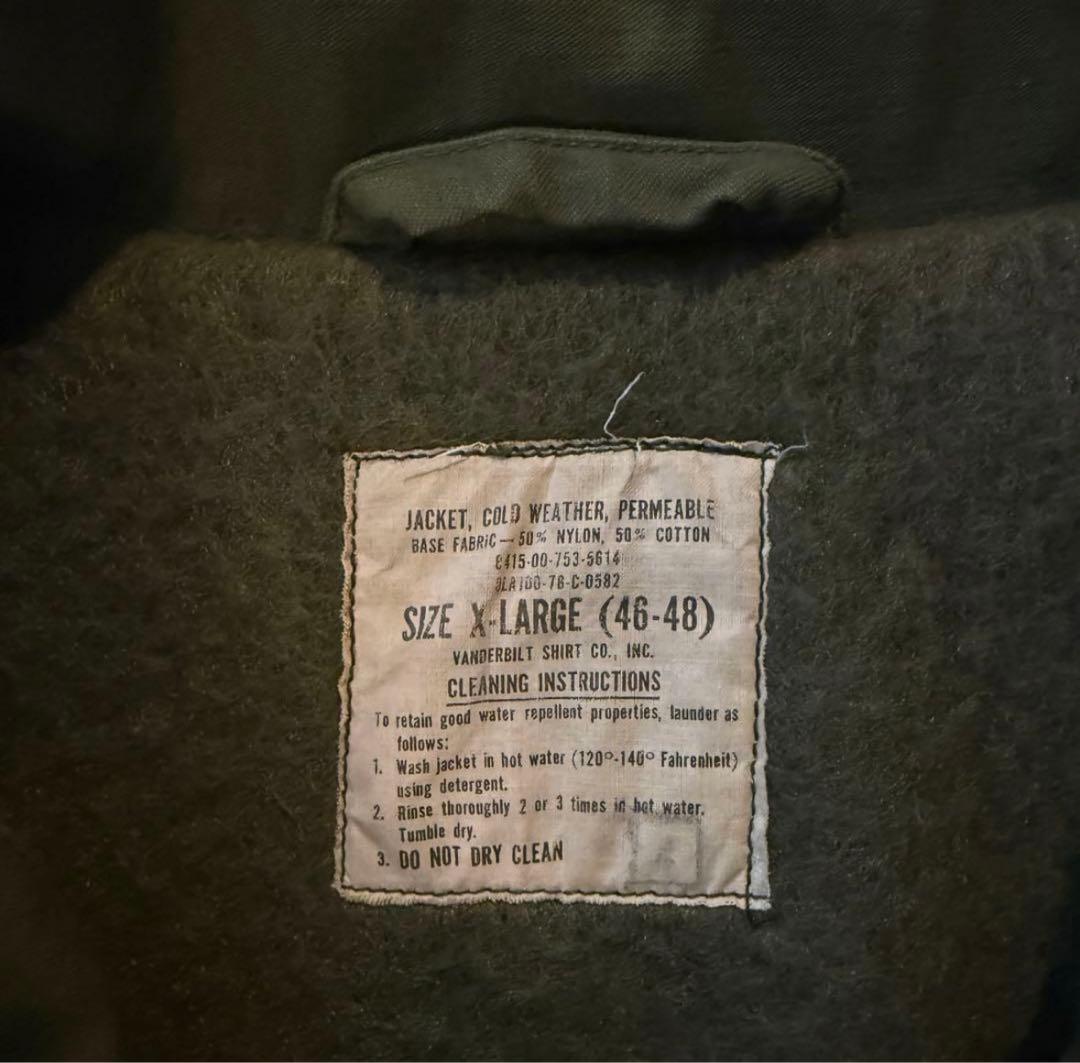 JACKET, COLD WEATHER, PERMEABLE
BASE FABRIC — 50% NYLON, 50% COTTON
8415-00-753-5614
DLA100-78-C-0582
SIZE X-LARGE (46-48)
VANDERBILT SHIRT CO., INC.
CLEANING INSTRUCTIONS
To retain good water repellent properties, launder as
follows:
1. Wash jacket in hot water (120°-140° Fahrenheit)
using detergent.
2. Rinse thoroughly 2 or 3 times in hot water.
Tumble dry.
3. DO NOT DRY CLEAN